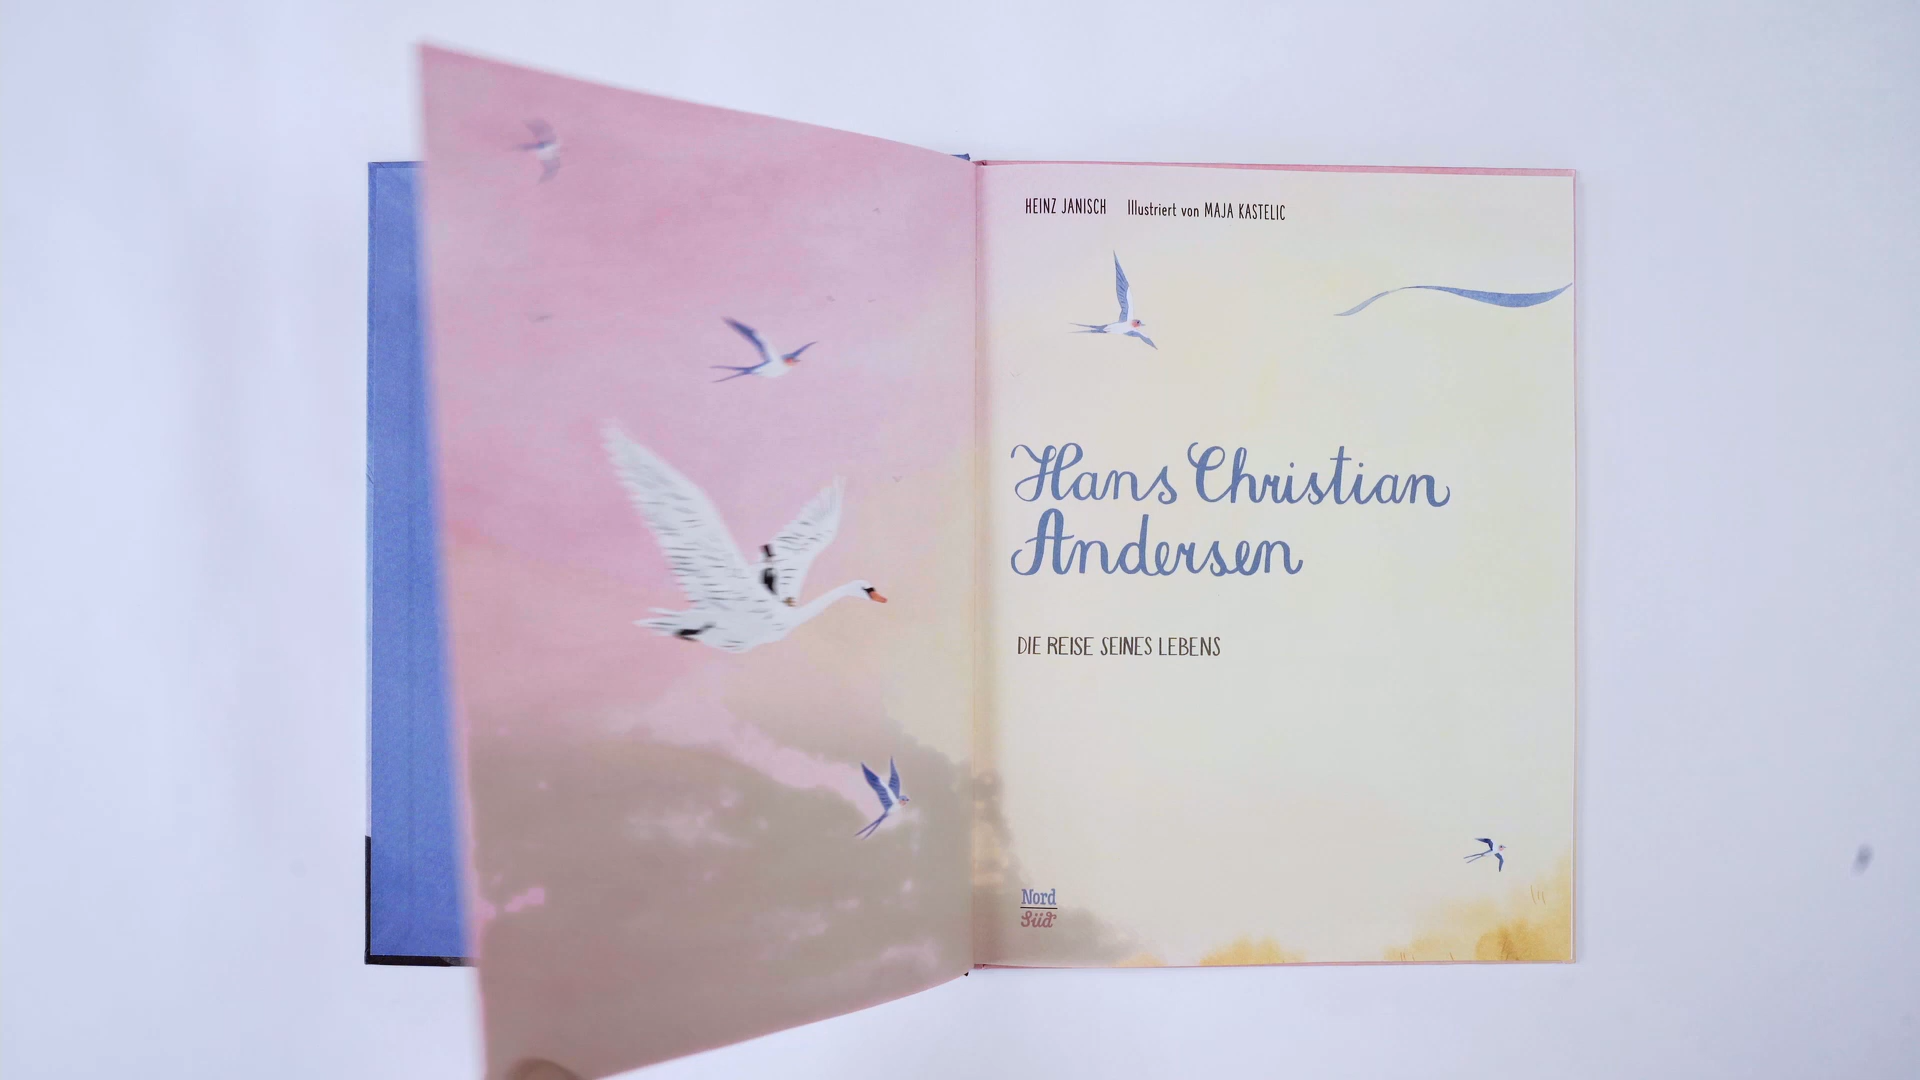 HEINZ JANISCH Illustriert von MAJA KASTELIC
Hans Christian
Andersen
DIE REISE SEINES LEBENS
Nord
Süd